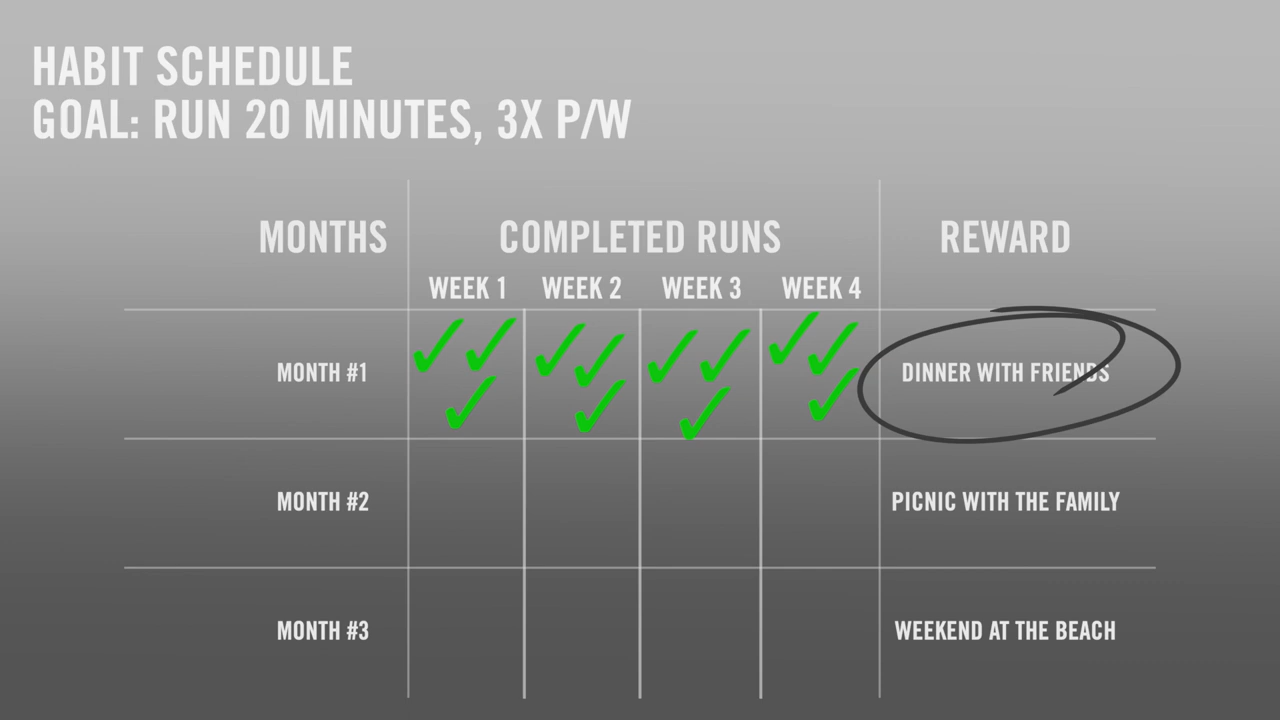 HABIT SCHEDULE
GOAL: RUN 20 MINUTES, 3X P/W
MONTHS
COMPLETED RUNS
REWARD
WEEK 1
WEEK 2
WEEK 3
WEEK 4
MONTH #1
DINNER WITH FRIENDS
MONTH #2
PICNIC WITH THE FAMILY
MONTH #3
WEEKEND AT THE BEACH